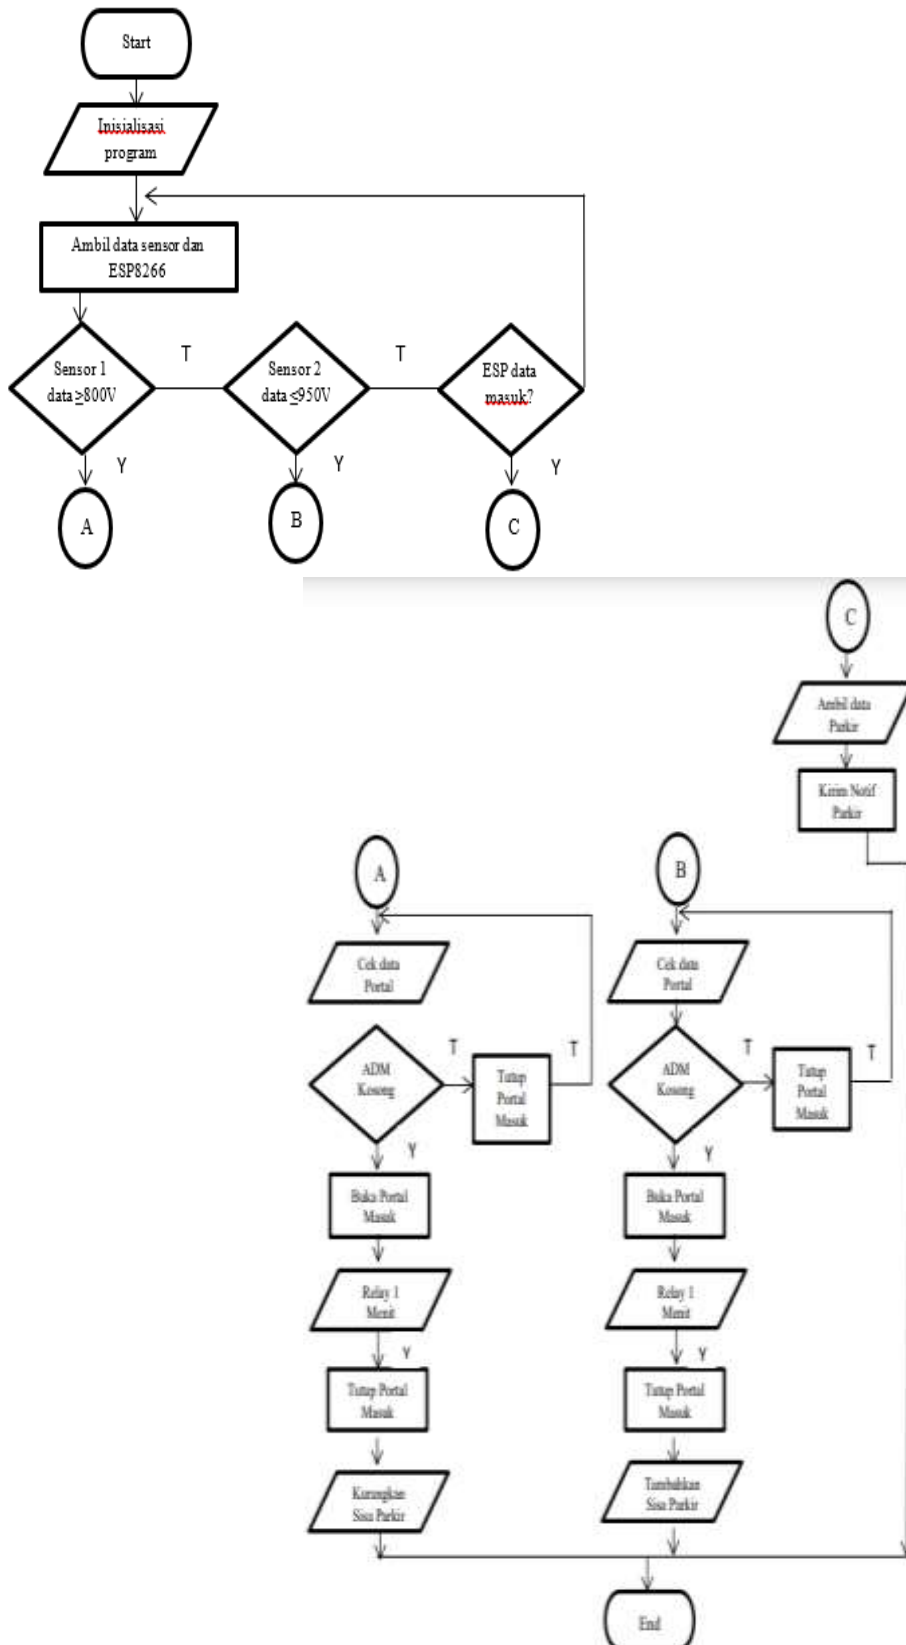 Start
Inisialisasi
program
Ambil data sensor dan
ESP8266
Sensor 1
data ≥800V
T
Sensor 2
data ≤950V
T
ESP data
masuk?
Y
Y
Y
A
B
C
C
Ambil data
Parkir
Kirim Notif
Parkir
A
Cek data
Portal
ADM
Kosong
T
Tutup
Portal
Masuk
T
Y
Buka Portal
Masuk
Relay 1
Menit
Y
Tutup Portal
Masuk
Kurangkan
Sisa Parkir
B
Cek data
Portal
ADM
Kosong
T
Tutup
Portal
Masuk
T
Y
Buka Portal
Masuk
Relay 1
Menit
Y
Tutup Portal
Masuk
Tambahkan
Sisa Parkir
End